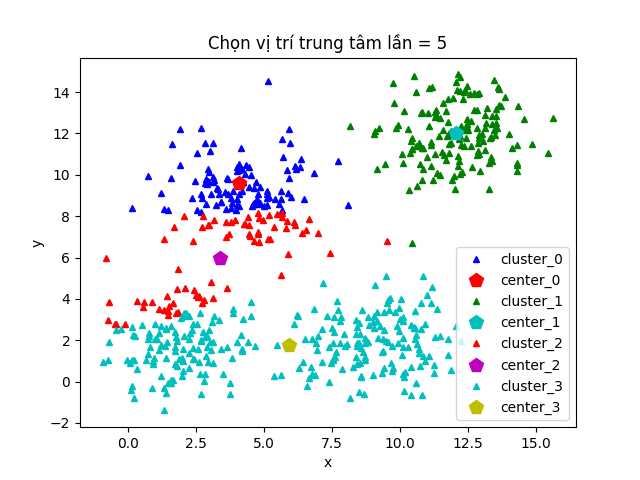 Chọn vị trí trung tâm lần = 5
y
14
12
10
8
6
4
2
0
−2
0.0 2.5 5.0 7.5 10.0 12.5 15.0
x
cluster_0
center_0
cluster_1
center_1
cluster_2
center_2
cluster_3
center_3